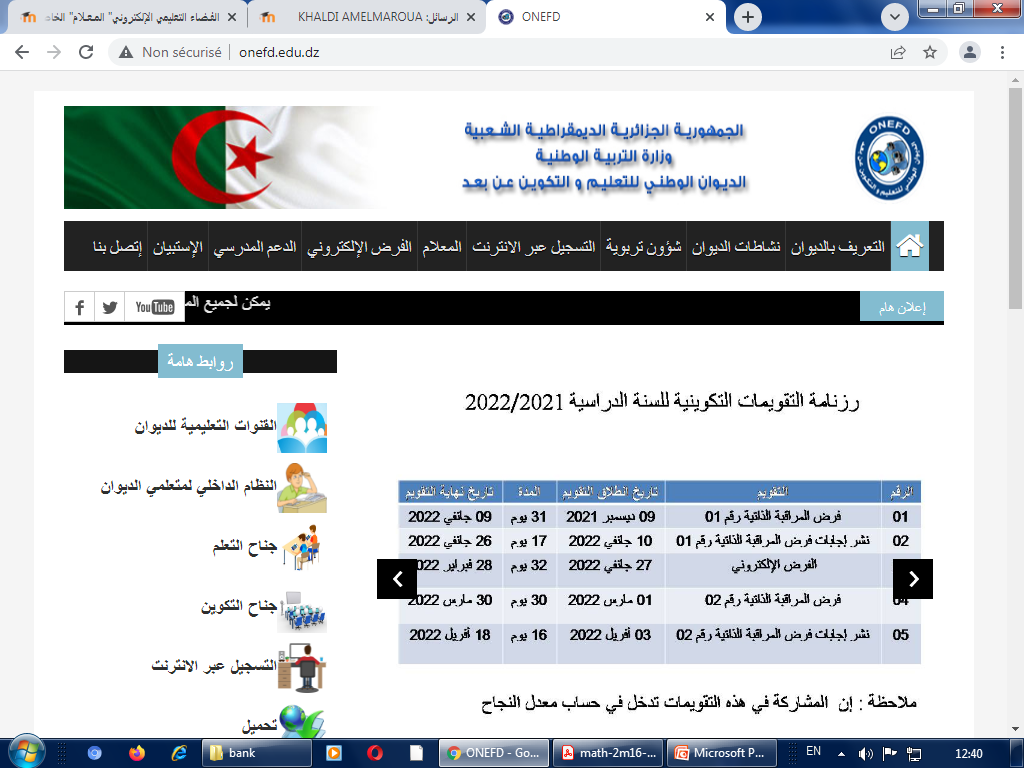 الفضاء التعليمي الإلكتروني" المعلام" الخاص
الرسائل: KHALDI AMELMAROUA
ONEFD
Non sécurisé
onefd.edu.dz
الجمهورية الجزائرية الديمقراطية الشعبية
وزارة التربية الوطنية
الديوان الوطني للتعليم و التكوين عن بعد
ONEFD
التعريف بالديوان
نشاطات الديوان
شؤون تربوية
التسجيل عبر الانترنت
المعلام
الفرض الإلكتروني
الدعم المدرسي
الإستبيان
إتصل بنا
إعلان هام
يمكن لجميع
YouTube
روابط هامة
القنوات التعليمية للديوان
النظام الداخلي لمتعلمي الديوان
جناح التعلم
جناح التكوين
التسجيل عبر الانترنت
تحميل
رزنامة التقويمات التكوينية للسنة الدراسية 2022/2021
الرقم التقويم تاريخ انطلاق التقويم المدة تاريخ نهاية التقويم
01 فرض المراقبة الذاتية رقم 01 09 ديسمبر 2021 31 يوم 09 جانفي 2022
02 نشر إجابات فرض المراقبة الذاتية رقم 01 10 جانفي 2022 17 يوم 26 جانفي 2022
الفرض الإلكتروني 27 جانفي 2022 32 يوم 28 فبراير 2022
04 فرض المراقبة الذاتية رقم 02 01 مارس 2022 30 يوم 30 مارس 2022
05 نشر إجابات فرض المراقبة الذاتية رقم 02 03 أفريل 2022 16 يوم 18 أفريل 2022
ملاحظة : إن المشاركة في هذه التقويمات تدخل في حساب معدل النجاح
bank
ONEFD - Go...
math-2m16-...
Microsoft P...
EN
12:40